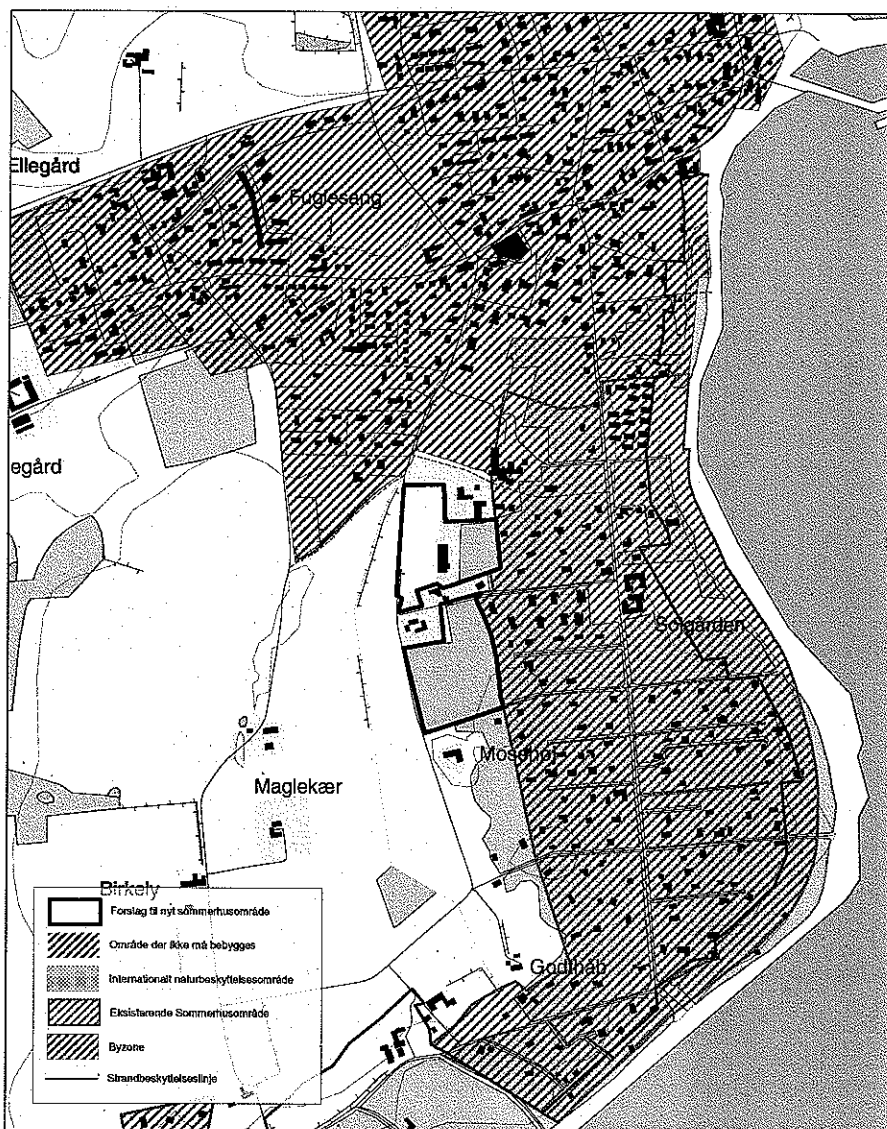 Ellegård
Fuglesang
egård
Solgården
Mosehøj
Maglekær
Birkely
Forslag til nyt sommerhusområde
Område der ikke må bebygges
Internationalt naturbeskyttelsesområde
Eksisterende Sommerhusområde
Byzone
Strandbeskyttelseslinje
Godthåb